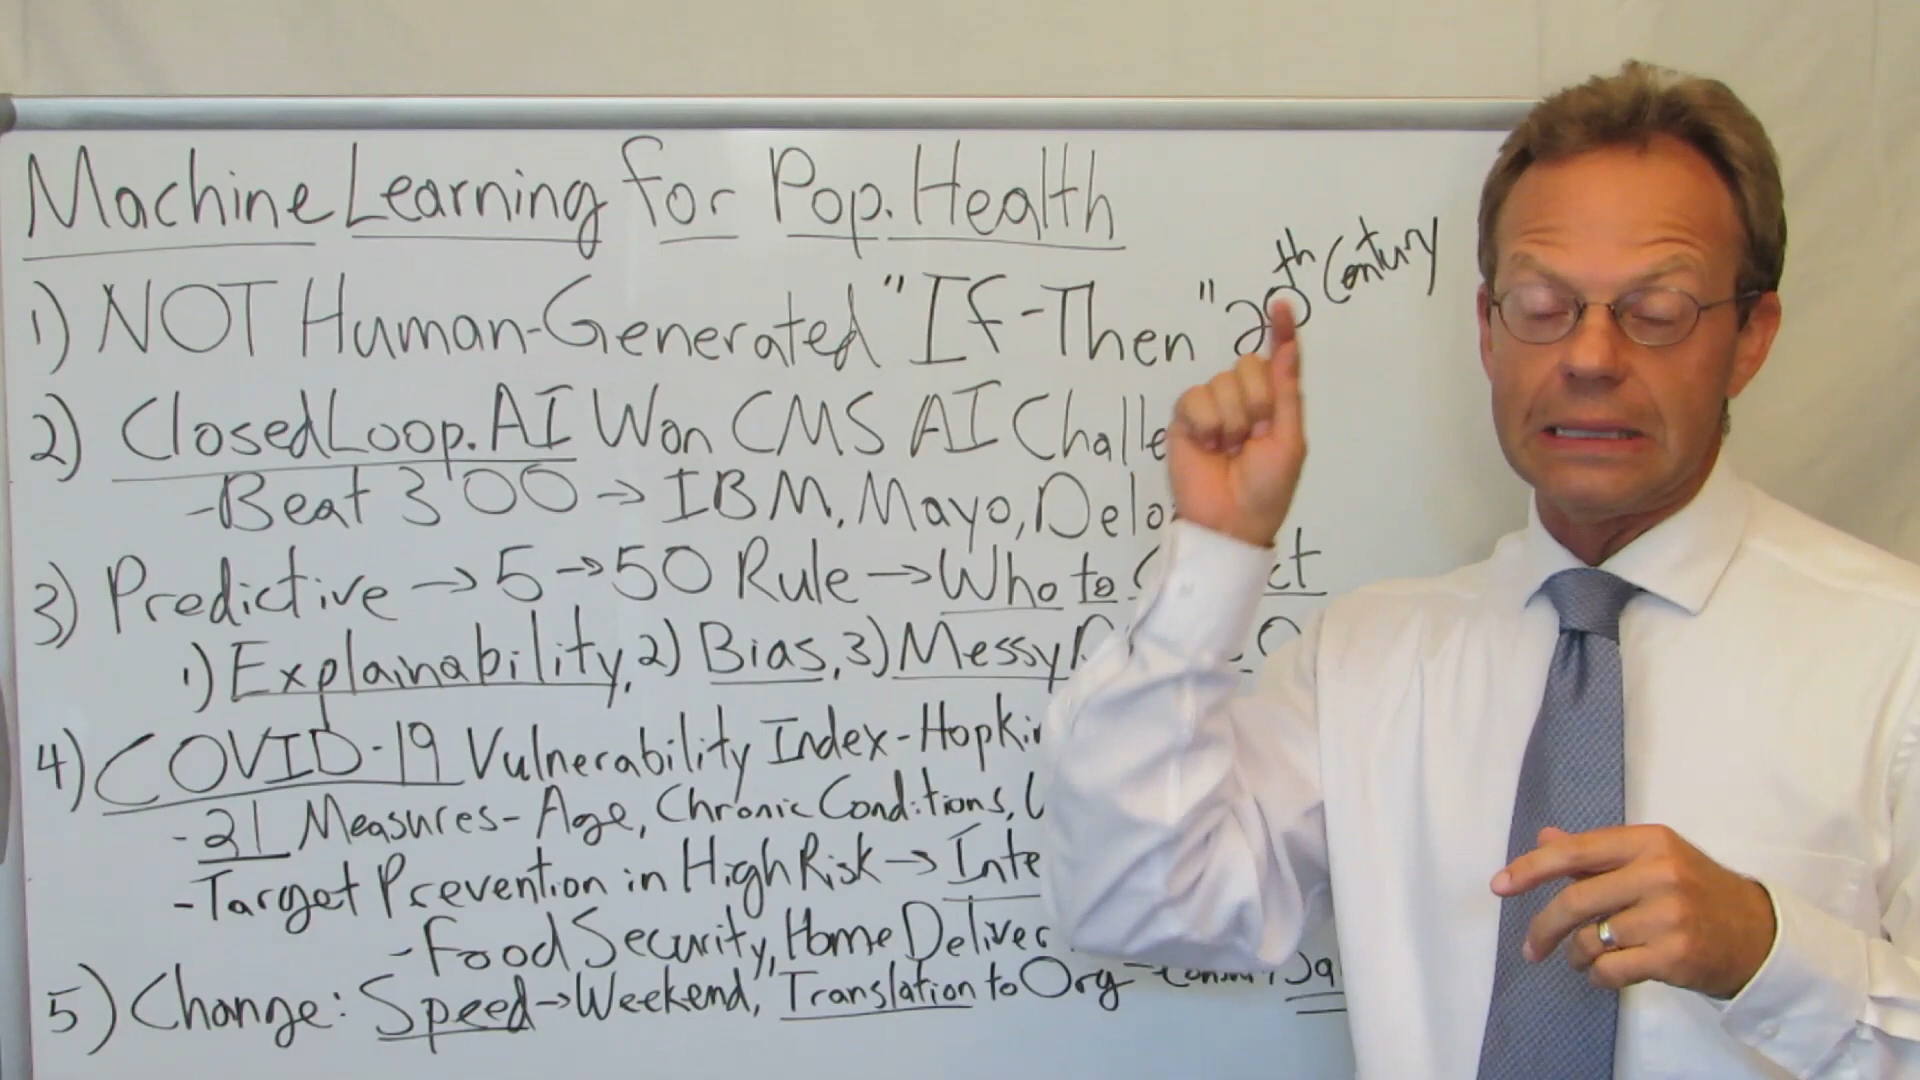 Machine Learning for Pop. Health
1) NOT Human-Generated "If-Then" 20th Century
2) ClosedLoop.AI Won CMS AI Challe
-Beat 300 → IBM, Mayo, Delo
3) Predictive → 5 → 50 Rule → Who to
1) Explainability, 2) Bias, 3) Messy
4) COVID-19 Vulnerability Index - Hopkin
- 21 Measures - Age, Chronic Conditions,
- Target Prevention in High Risk → Inte
- Food Security, Home Deliver
5) Change: Speed → Weekend, "Translation to Org